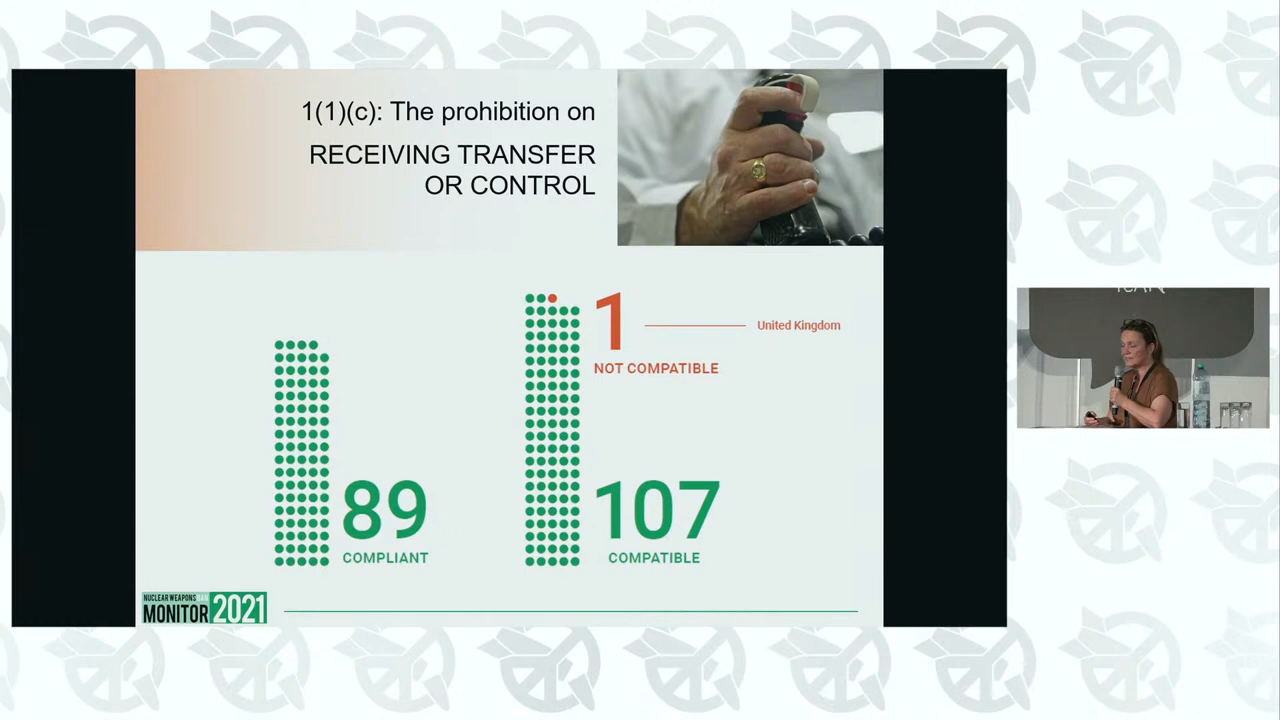 1(1)(c): The prohibition on
RECEIVING TRANSFER
OR CONTROL
1
United Kingdom
NOT COMPATIBLE
89
COMPLIANT
107
COMPATIBLE
NUCLEAR WEAPONS BAN
MONITOR 2021
ICAN